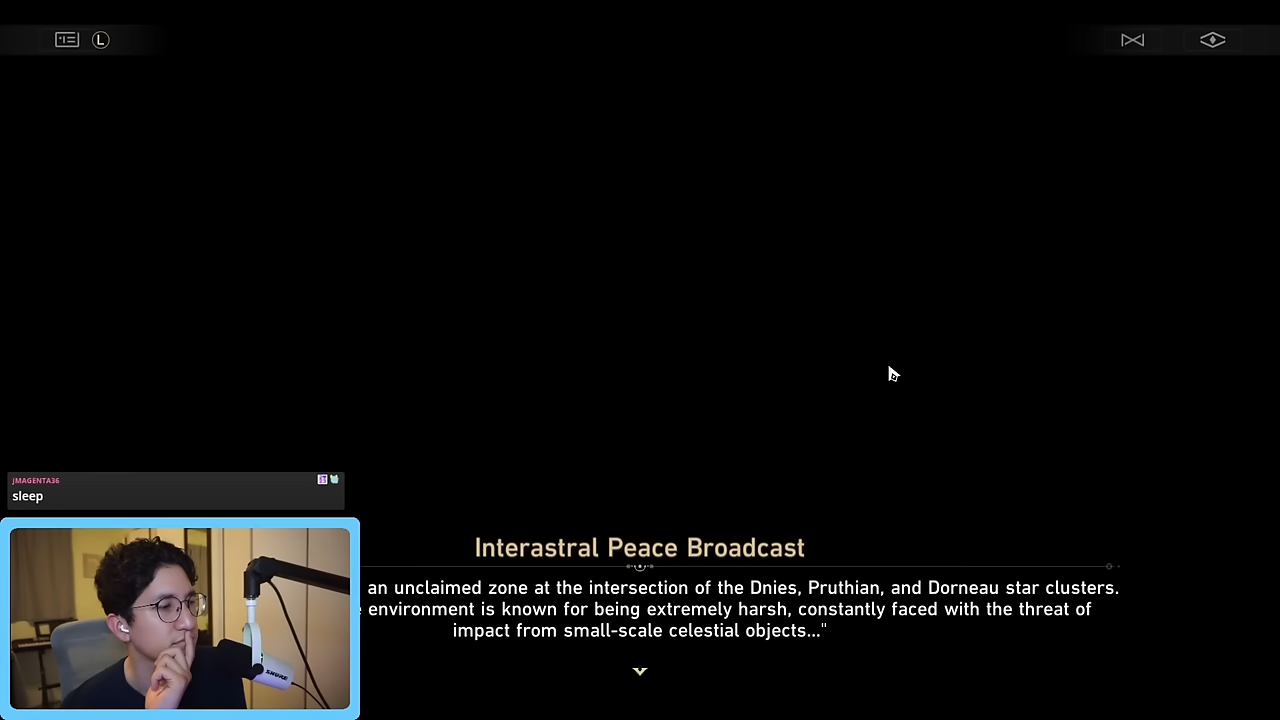 L
JMAGENTA36
sleep
Interastral Peace Broadcast
an unclaimed zone at the intersection of the Dnies, Pruthian, and Dorneau star clusters.
environment is known for being extremely harsh, constantly faced with the threat of
impact from small-scale celestial objects..."
SHURE